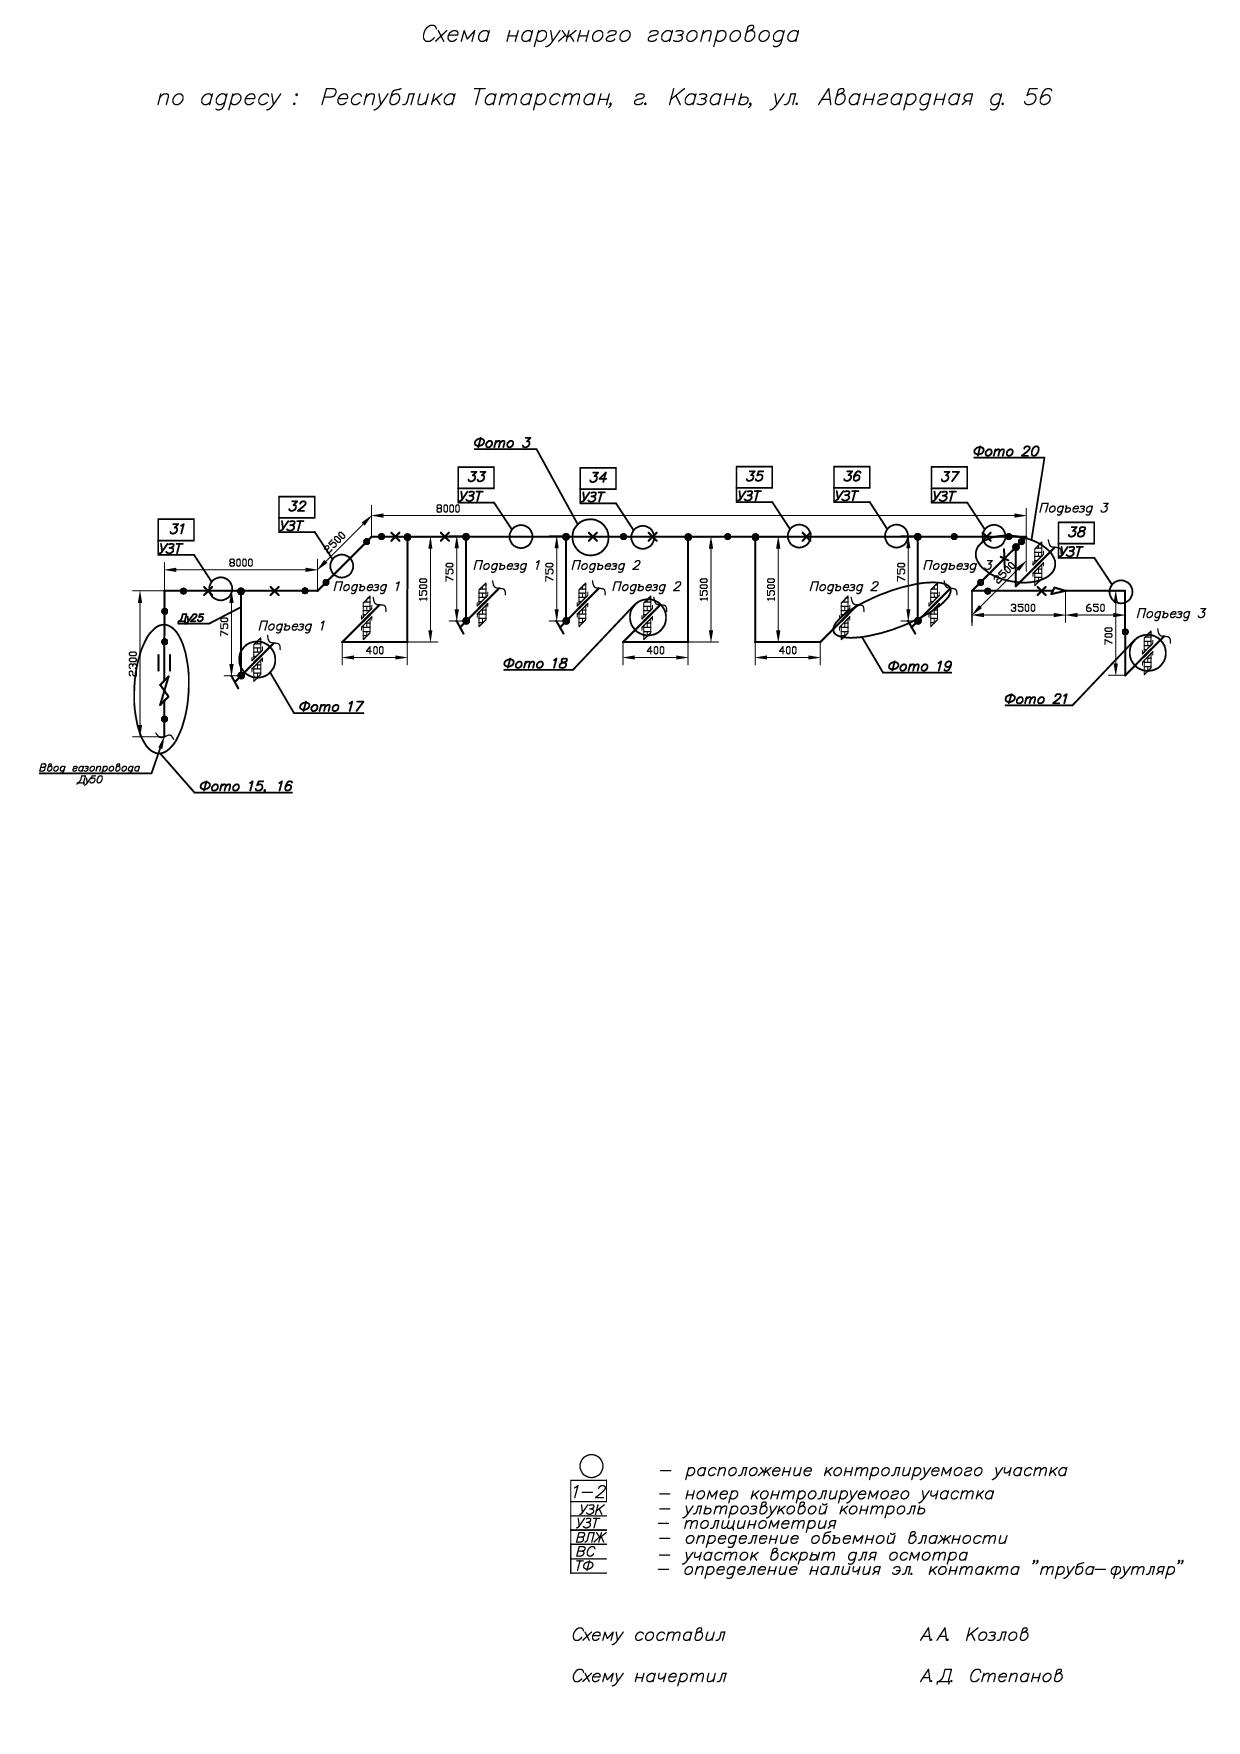 Схема наружного газопровода
по адресу : Республика Татарстан, г. Казань, ул. Авангардная д. 56
Фото 3
Фото 20
33
УЗТ
34
УЗТ
35
УЗТ
36
УЗТ
37
УЗТ
32
УЗТ
8000
Подьезд 3
31
УЗТ
38
УЗТ
2500
8000
Подьезд 1
750
Подьезд 1
1500
750
Подьезд 2
Подьезд 2
1500
1500
Подьезд 2
750
Подьезд 3
2500
3500
650
Ду25
750
Подьезд 1
Подьезд 3
700
2300
400
400
400
Фото 18
Фото 19
Фото 17
Фото 21
Ввод газопровода
Ду50
Фото 15, 16
– расположение контролируемого участка
1–2 – номер контролируемого участка
УЗК – ультрозвуковой контроль
УЗТ – толщинометрия
ВЛЖ – определение обьемной влажности
ВС – участок вскрыт для осмотра
ТФ – определение наличия эл. контакта "труба–футляр"
Схему составил А.А. Козлов
Схему начертил А.Д. Степанов